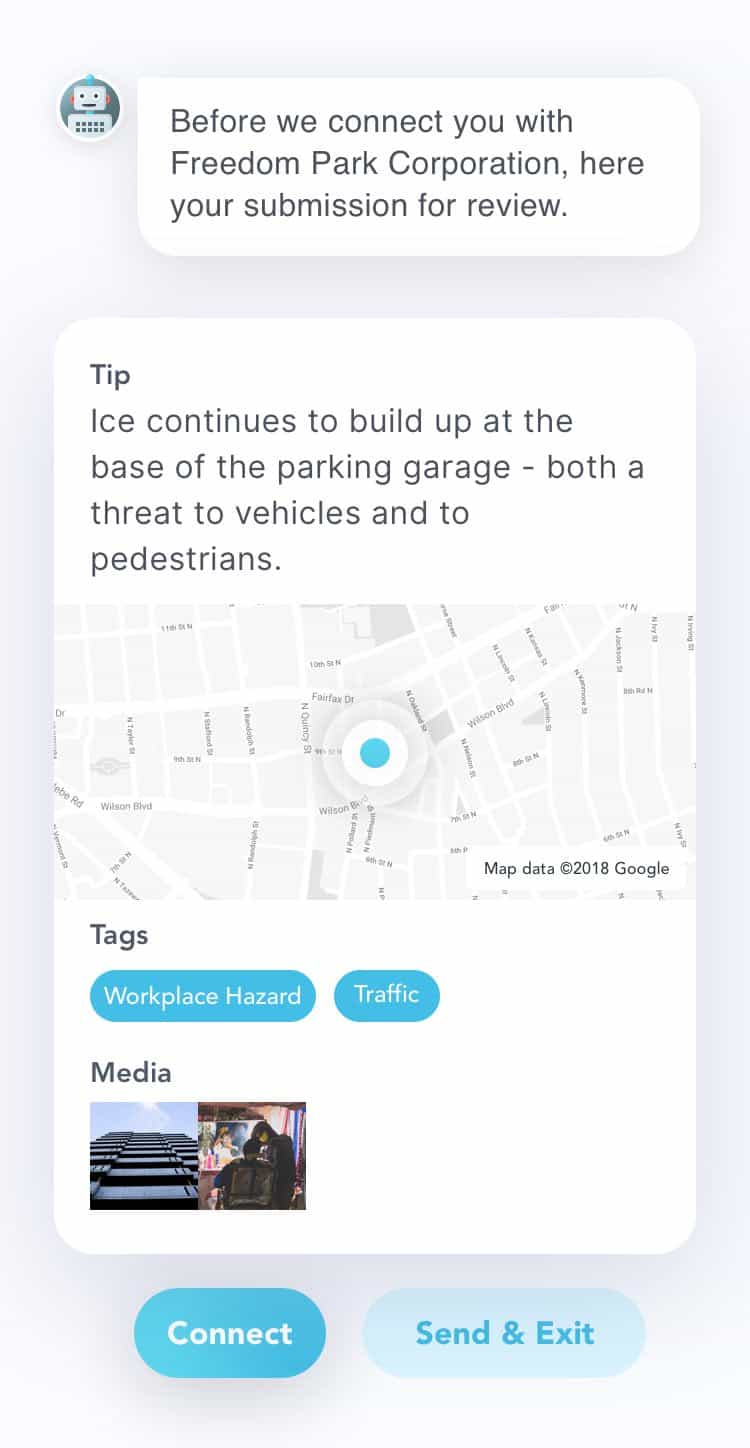 Before we connect you with
Freedom Park Corporation, here
your submission for review.
Tip
Ice continues to build up at the
base of the parking garage - both a
threat to vehicles and to
pedestrians.
11th St N
10th St N
Fairfax Dr
N Quincy St
N Oakland St
Wilson Blvd
N Lincoln St
N Kansas St
N Lincoln St
N Kenmore St
N Jackson St
N Ivy St
N Irving St
8th Rd N
Dr
N Taylor St
N Stafford St
N Randolph St
9th St N
N Nelson St
8th St N
Wilson Blvd
N Pollard St
7th St N
6th St N
6th St N
N Ivy St
N Vermont St
7th St N
N Randolph St
Map data ©2018 Google
Tags
Workplace Hazard
Traffic
Media
Connect
Send & Exit